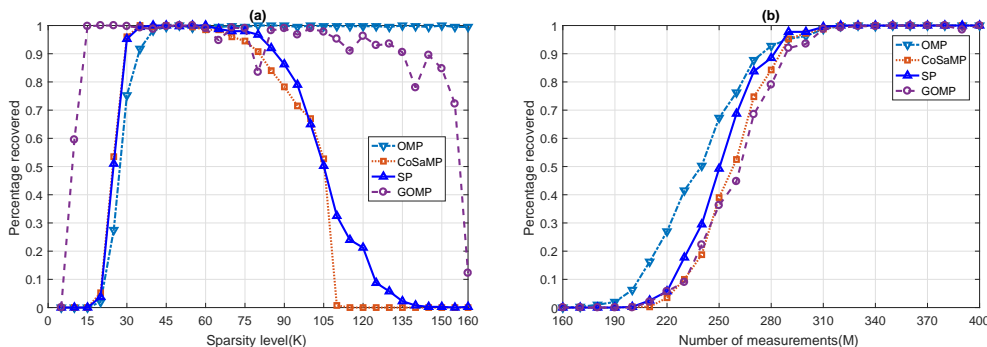 (a)
Percentage recovered
1
0.9
0.8
0.7
0.6
0.5
0.4
0.3
0.2
0.1
0
0 15 30 45 60 75 90 105 120 135 150 160
Sparsity level(K)
OMP
CoSaMP
SP
GOMP
(b)
Percentage recovered
1
0.9
0.8
0.7
0.6
0.5
0.4
0.3
0.2
0.1
0
160 190 220 250 280 310 340 370 400
Number of measurements(M)
OMP
CoSaMP
SP
GOMP